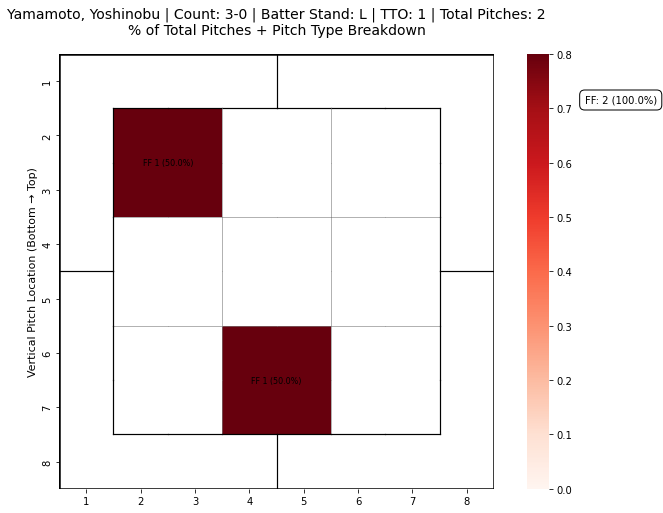 Yamamoto, Yoshinobu | Count: 3-0 | Batter Stand: L | TTO: 1 | Total Pitches: 2
% of Total Pitches + Pitch Type Breakdown
Vertical Pitch Location (Bottom → Top)
1
2
3
4
5
6
7
8
FF 1 (50.0%)
FF 1 (50.0%)
1 2 3 4 5 6 7 8
0.8
0.7
0.6
0.5
0.4
0.3
0.2
0.1
0.0
FF: 2 (100.0%)